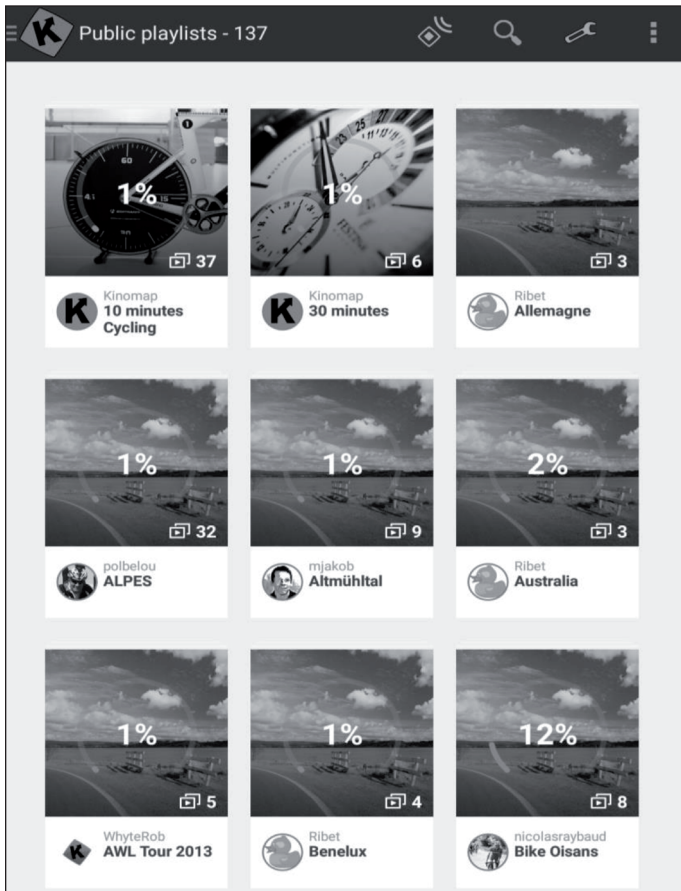 Public playlists - 137
1%
37
Kinomap
10 minutes
Cycling
1%
6
Kinomap
30 minutes
3
Ribet
Allemagne
1%
32
polbelou
ALPES
1%
9
mjakob
Altmühltal
2%
3
Ribet
Australia
1%
5
WhyteRob
AWL Tour 2013
1%
4
Ribet
Benelux
12%
8
nicolasraybaud
Bike Oisans